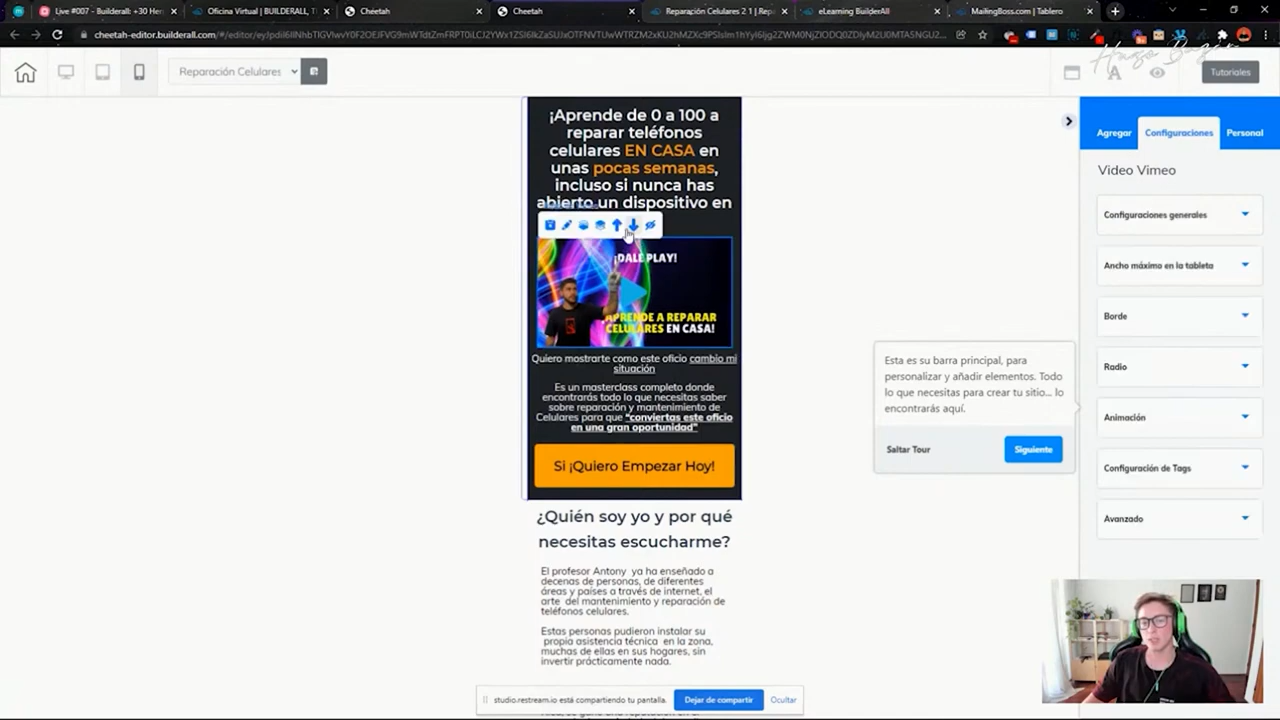 Live #007 - Builderall: +30 Her
Oficina Virtual | BUILDERALL, T
Cheetah
Cheetah
Reparación Celulares 2 1 | Rep
eLearning BuilderAll
MailingBoss.com | Tablero
Hugo Bazán
Reparación Celulares
Tutoriales
Agregar
Configuraciones
Personal
Video Vimeo
Configuraciones generales
Ancho máximo en la tableta
Borde
Radio
Animación
Configuración de Tags
Avanzado
¡Aprende de 0 a 100 a
reparar teléfonos
celulares EN CASA en
unas pocas semanas,
incluso si nunca has
abierto un dispositivo en
¡DALE PLAY!
APRENDE A REPARAR
CELULARES EN CASA!
Quiero mostrarte como este oficio cambio mi
situación
Es un masterclass completo donde
encontrarás todo lo que necesitas saber
sobre reparación y mantenimiento de
Celulares para que "conviertas este oficio
en una gran oportunidad"
Si ¡Quiero Empezar Hoy!
¿Quién soy yo y por qué
necesitas escucharme?
El profesor Antony ya ha enseñado a
decenas de personas, de diferentes
áreas y países a través de internet, el
arte del mantenimiento y reparación de
teléfonos celulares.
Estas personas pudieron instalar su
propia asistencia técnica en la zona,
muchas de ellas en sus hogares, sin
invertir prácticamente nada.
Esta es su barra principal, para
personalizar y añadir elementos. Todo
lo que necesitas para crear tu sitio... lo
encontrarás aquí.
Saltar Tour
Siguiente
studio.restream.io está compartiendo tu pantalla.
Dejar de compartir
Ocultar